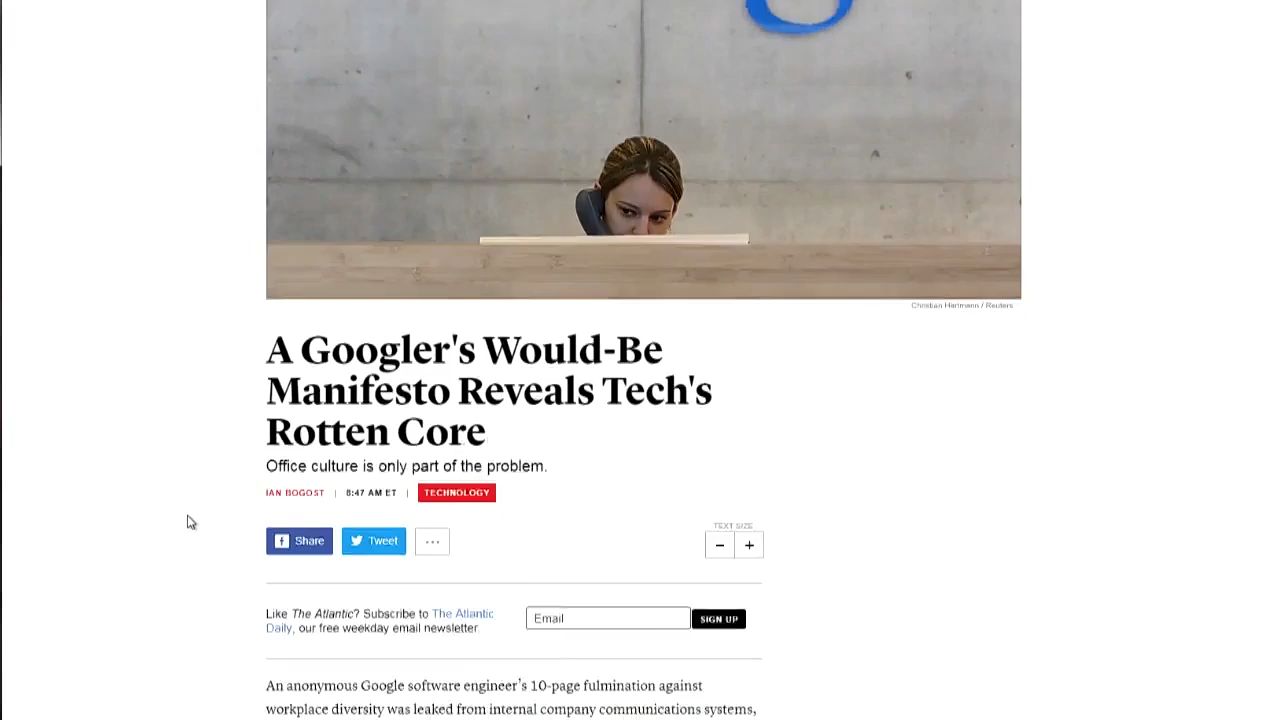 g
Christian Hartmann / Reuters
A Googler's Would-Be
Manifesto Reveals Tech's
Rotten Core
Office culture is only part of the problem.
IAN BOGOST | 8:47 AM ET | TECHNOLOGY
f Share Tweet ...
TEXT SIZE
− +
Like The Atlantic? Subscribe to The Atlantic
Daily, our free weekday email newsletter.
Email SIGN UP
An anonymous Google software engineer's 10-page fulmination against
workplace diversity was leaked from internal company communications systems,